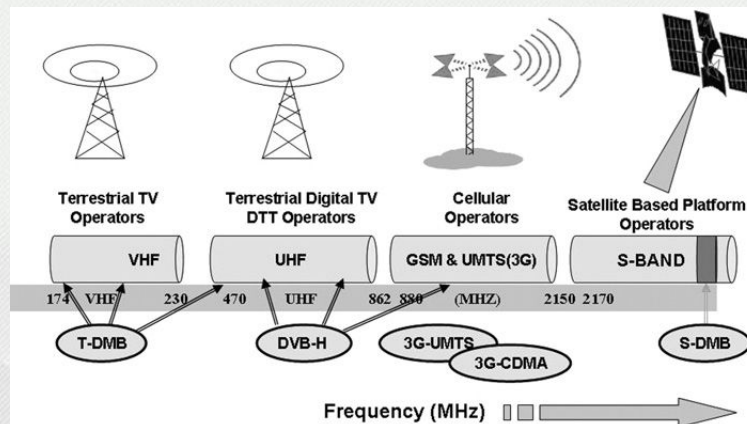 Terrestrial TV
Operators
Terrestrial Digital TV
DTT Operators
Cellular
Operators
Satellite Based Platform
Operators
VHF
UHF
GSM & UMTS(3G)
S-BAND
174 VHF 230 470 UHF 862 880 (MHZ) 2150 2170
T-DMB
DVB-H
3G-UMTS
3G-CDMA
S-DMB
Frequency (MHz)